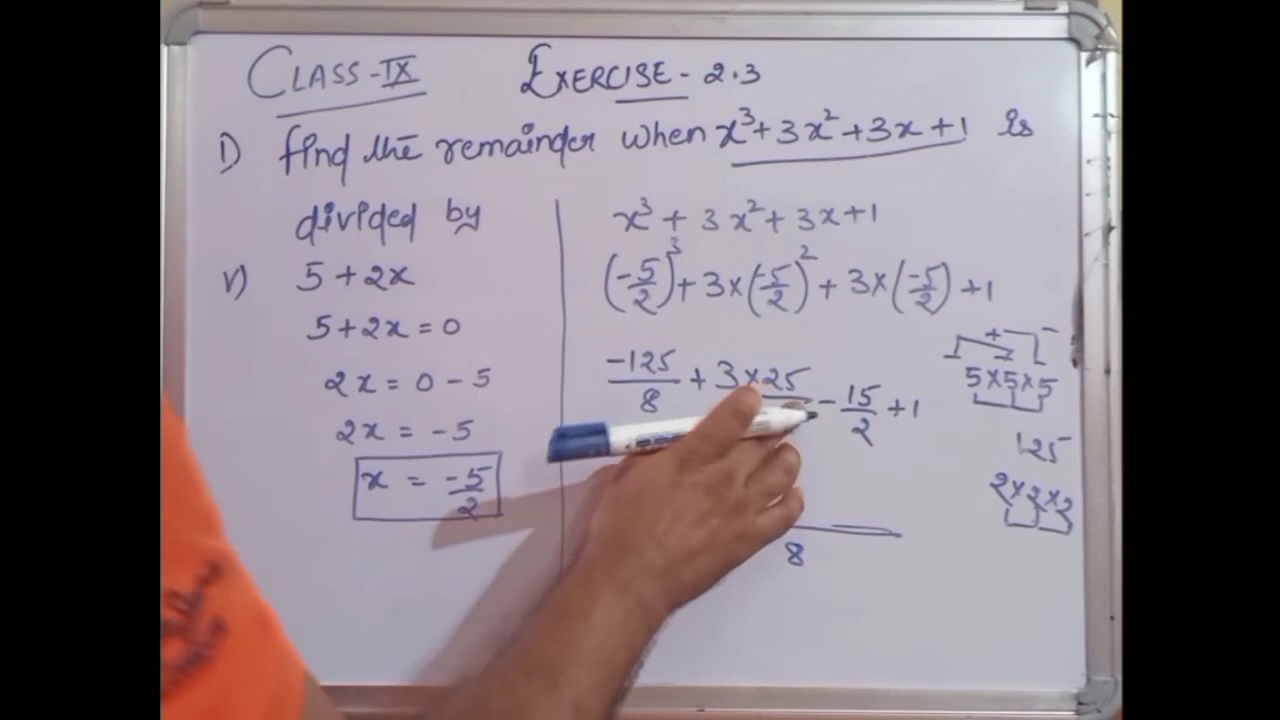 CLASS-IX EXERCISE-2.3
1) find the remainder when x³+3x²+3x+1 is
divided by
v) 5+2x
5+2x=0
2x=0-5
2x=-5
x=-5/2
x³+3x²+3x+1
(-5/2)³+3×(-5/2)²+3×(-5/2)+1
-125/8+3×25 -15/2+1
8
+ -
5×5×5
125
2×2×2